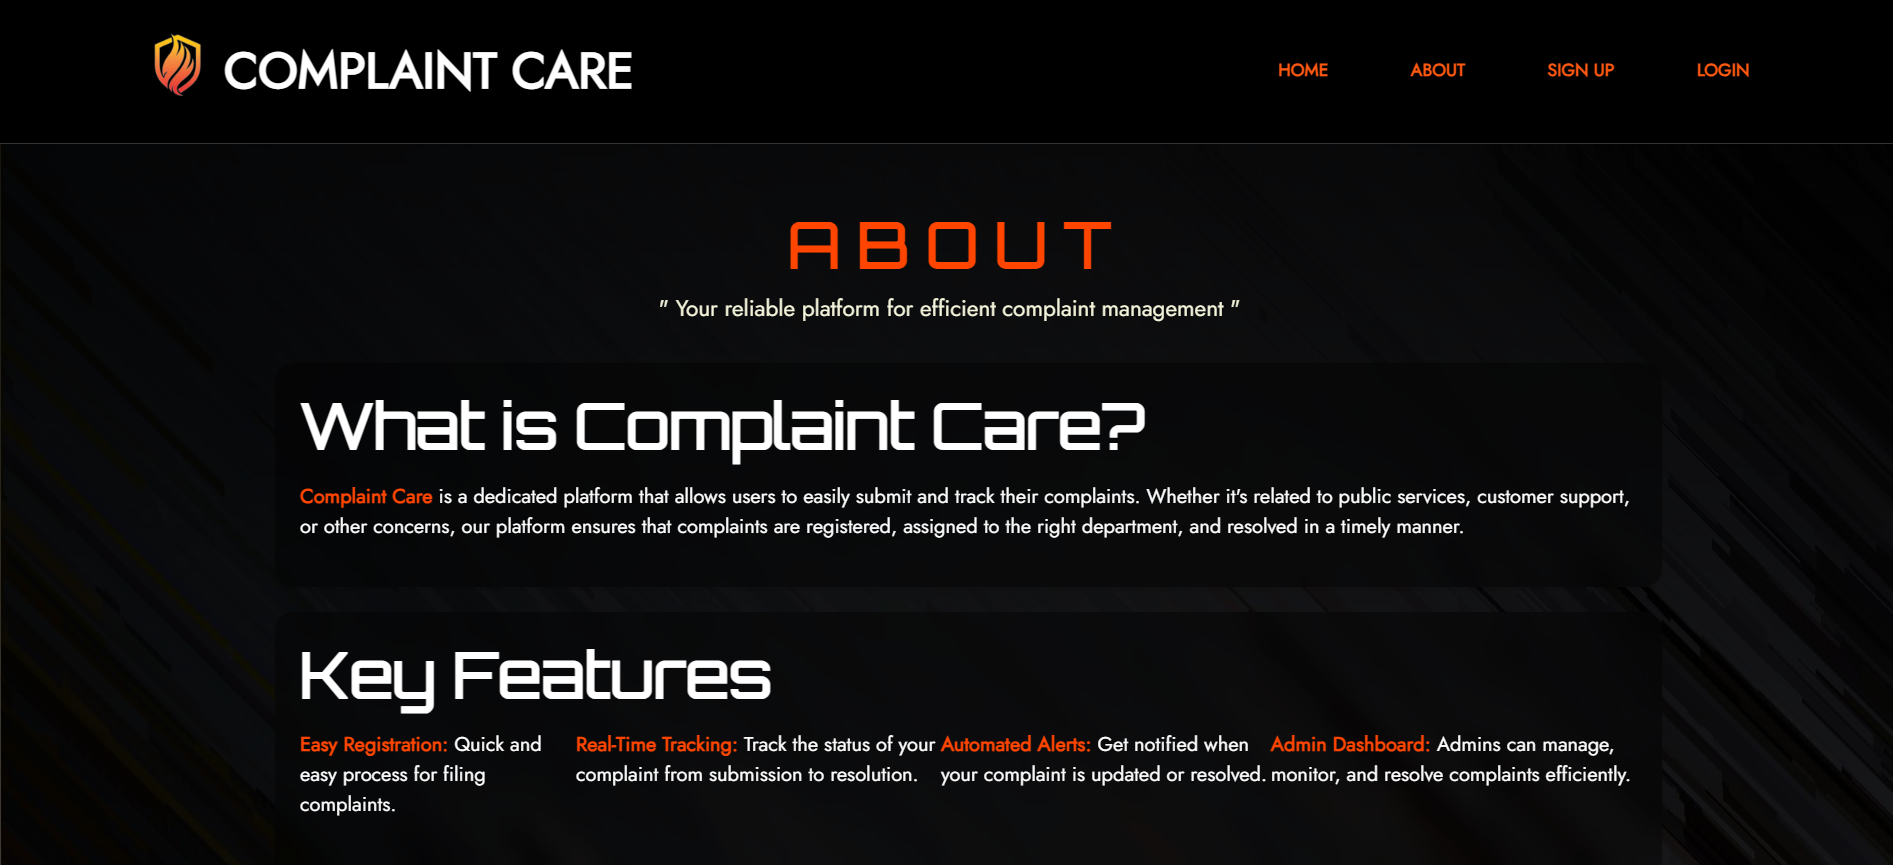 COMPLAINT CARE
HOME
ABOUT
SIGN UP
LOGIN
ABOUT
" Your reliable platform for efficient complaint management "
What is Complaint Care?
Complaint Care is a dedicated platform that allows users to easily submit and track their complaints. Whether it's related to public services, customer support,
or other concerns, our platform ensures that complaints are registered, assigned to the right department, and resolved in a timely manner.
Key Features
Easy Registration: Quick and
easy process for filing
complaints.
Real-Time Tracking: Track the status of your
complaint from submission to resolution.
Automated Alerts: Get notified when
your complaint is updated or resolved.
Admin Dashboard: Admins can manage,
monitor, and resolve complaints efficiently.